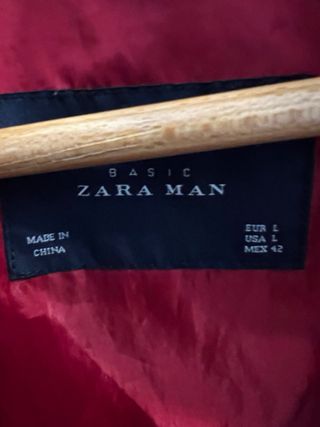 BASIC
ZARA MAN
MADE IN
CHINA
EUR L
USA L
MEX 42